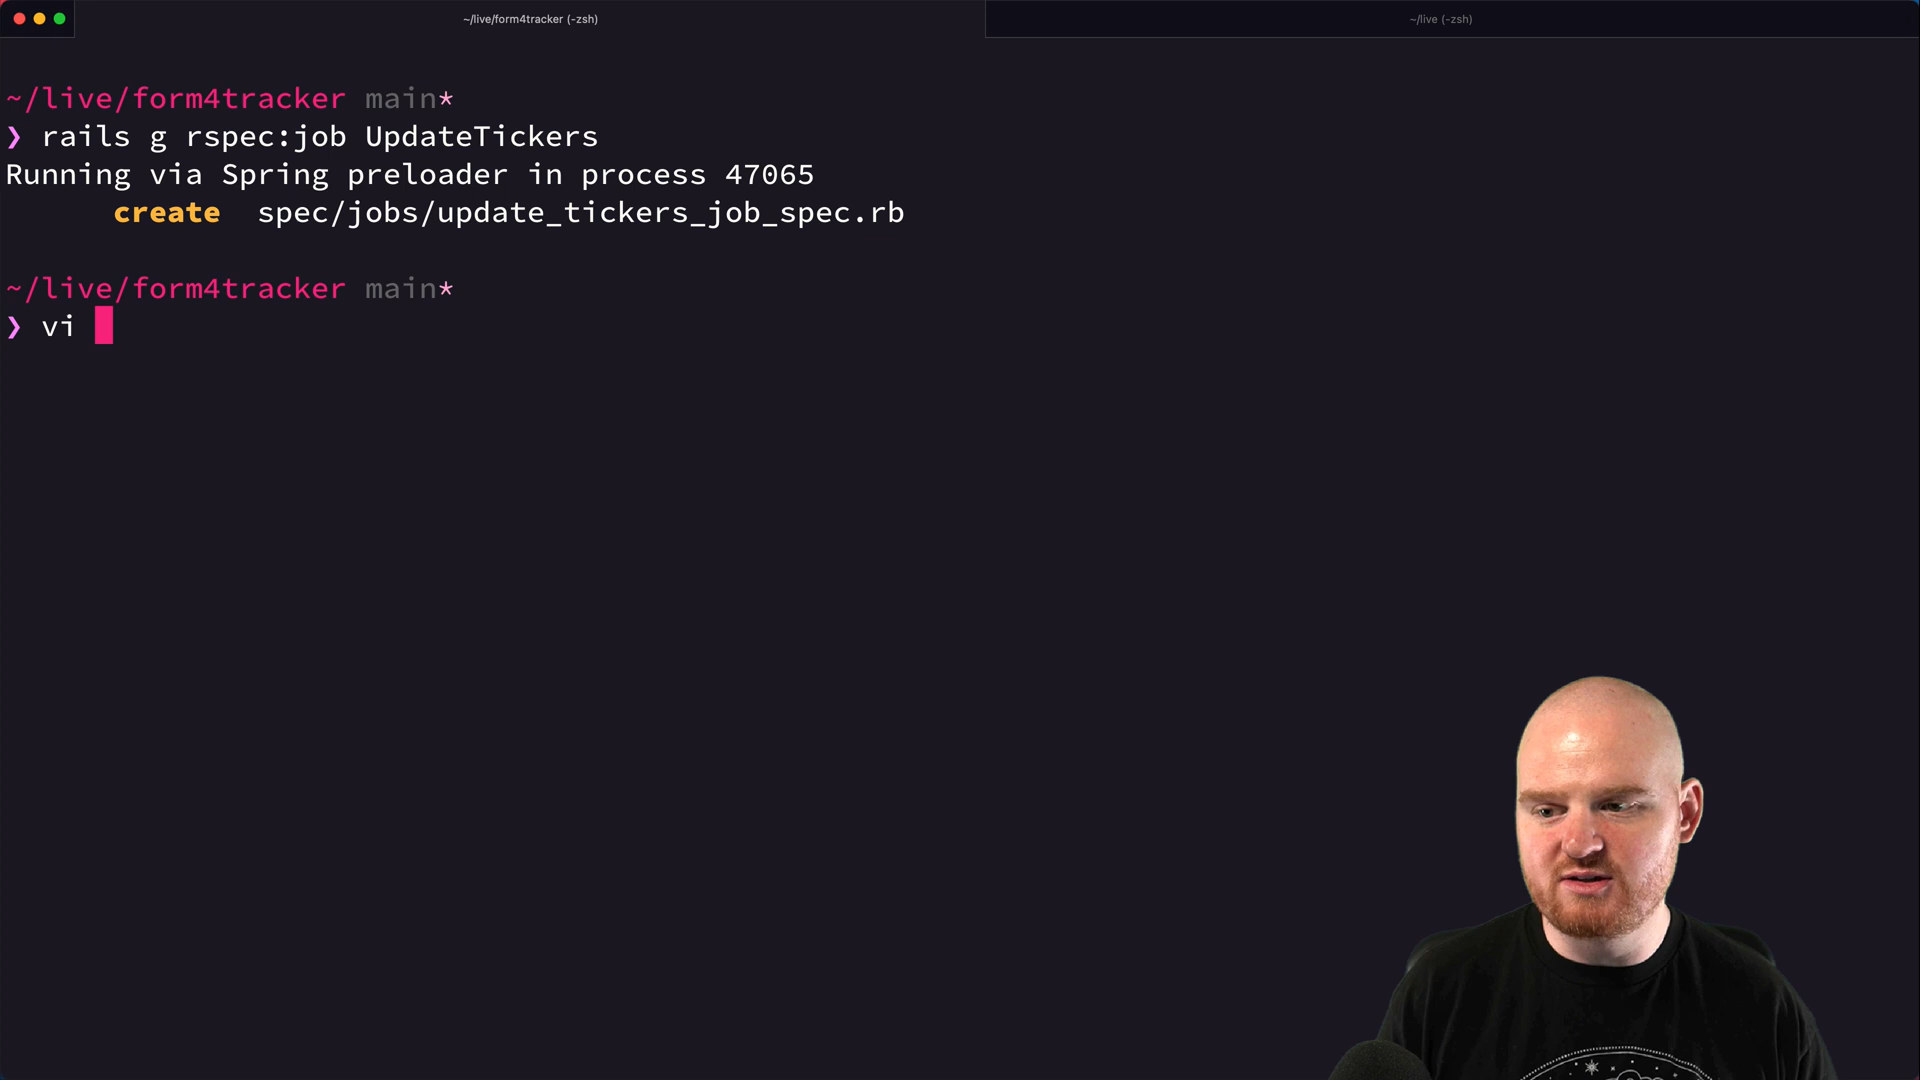 ~/live/form4tracker (-zsh)
~/live (-zsh)
~/live/form4tracker main*
❯ rails g rspec:job UpdateTickers
Running via Spring preloader in process 47065
create spec/jobs/update_tickers_job_spec.rb
~/live/form4tracker main*
❯ vi